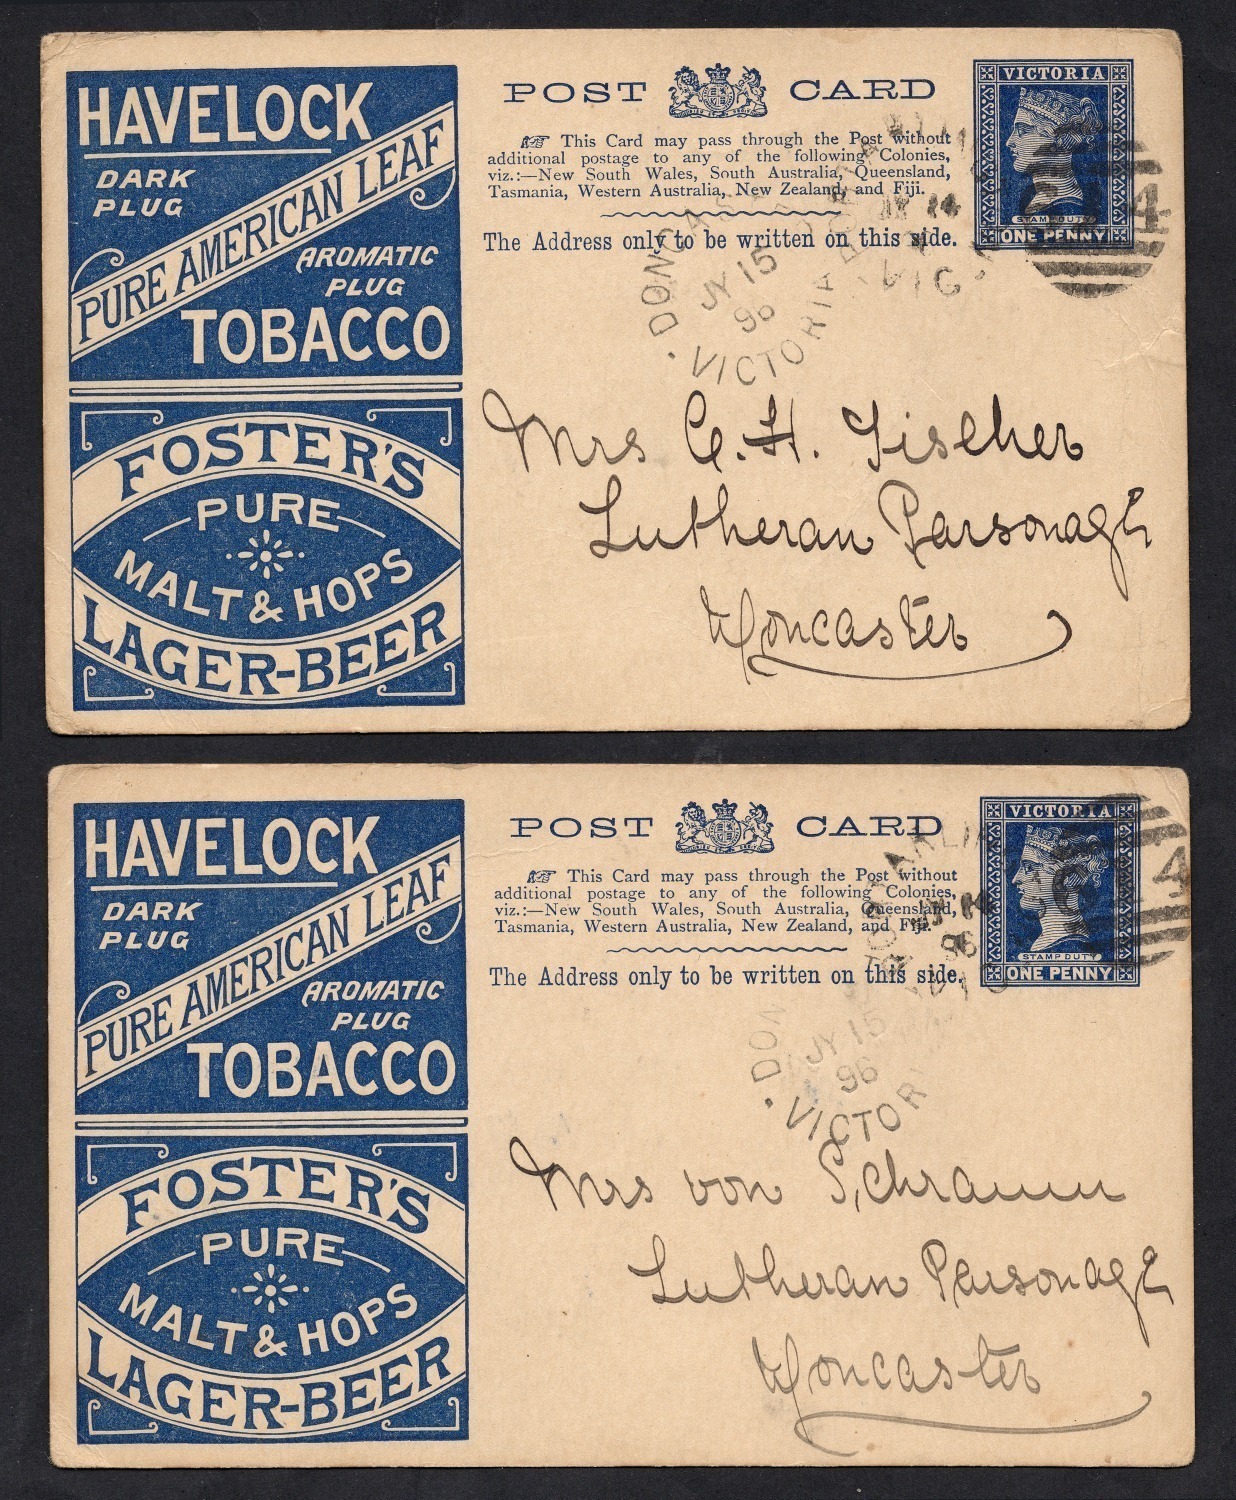 HAVELOCK
DARK
PLUG
PURE AMERICAN LEAF
AROMATIC
PLUG
TOBACCO
FOSTER'S
PURE
MALT & HOPS
LAGER-BEER
POST CARD
This Card may pass through the Post without
additional postage to any of the following Colonies,
viz.:—New South Wales, South Australia, Queensland,
Tasmania, Western Australia, New Zealand, and Fiji.
The Address only to be written on this side.
VICTORIA
STAMP DUTY
ONE PENNY
DONCAS
JY 15
96
VICTORIA
14
VIC
4
Mrs C. H. Fischer
Lutheran Parsonage
Doncaster
HAVELOCK
DARK
PLUG
PURE AMERICAN LEAF
AROMATIC
PLUG
TOBACCO
FOSTER'S
PURE
MALT & HOPS
LAGER-BEER
POST CARD
This Card may pass through the Post without
additional postage to any of the following Colonies,
viz.:—New South Wales, South Australia, Queensland,
Tasmania, Western Australia, New Zealand, and Fiji.
The Address only to be written on this side.
VICTORIA
STAMP DUTY
ONE PENNY
DON
JY 15
96
VICTOR
96
4
Mrs von Schramm
Lutheran Parsonage
Doncaster